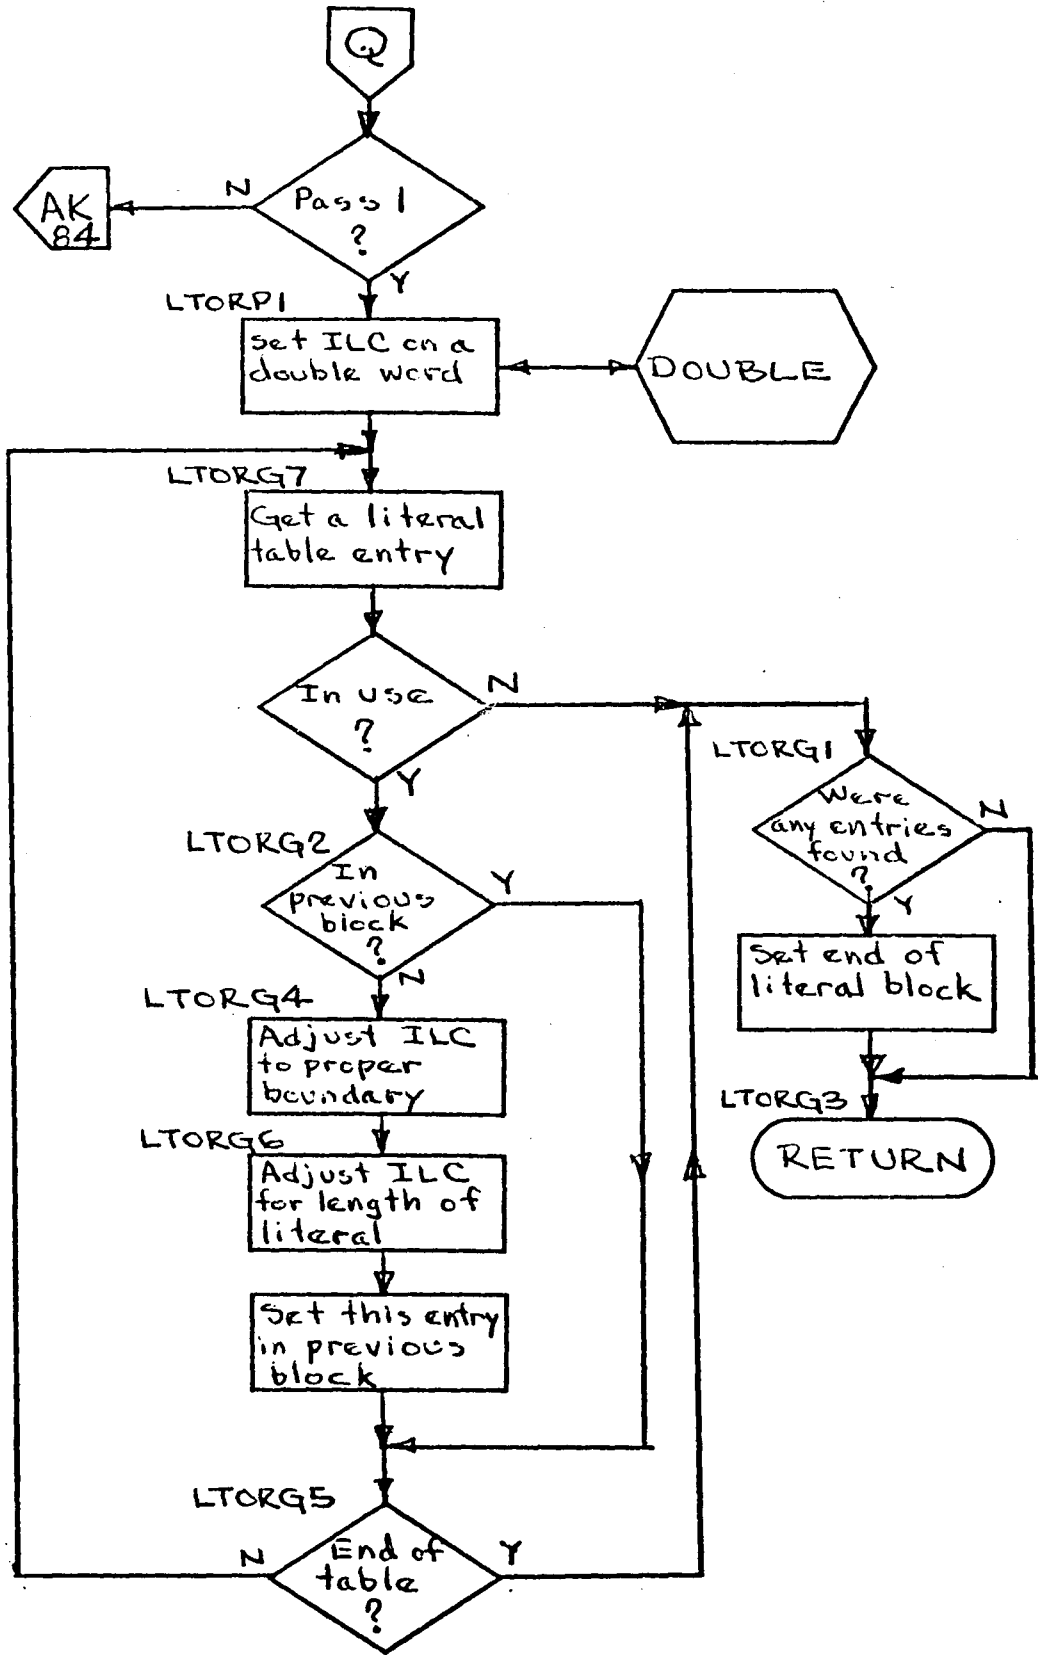 Q
Pass 1
?
N
AK
84
Y
LTORP1
set ILC on a
double word
DOUBLE
LTORG7
Get a literal
table entry
In use
?
N
Y
LTORG1
Were
any entries
found
?
N
Y
LTORG2
In
previous
block
?
Y
N
Set end of
literal block
LTORG4
Adjust ILC
to proper
boundary
LTORG3
RETURN
LTORG6
Adjust ILC
for length of
literal
Set this entry
in previous
block
LTORG5
End of
table
?
N
Y